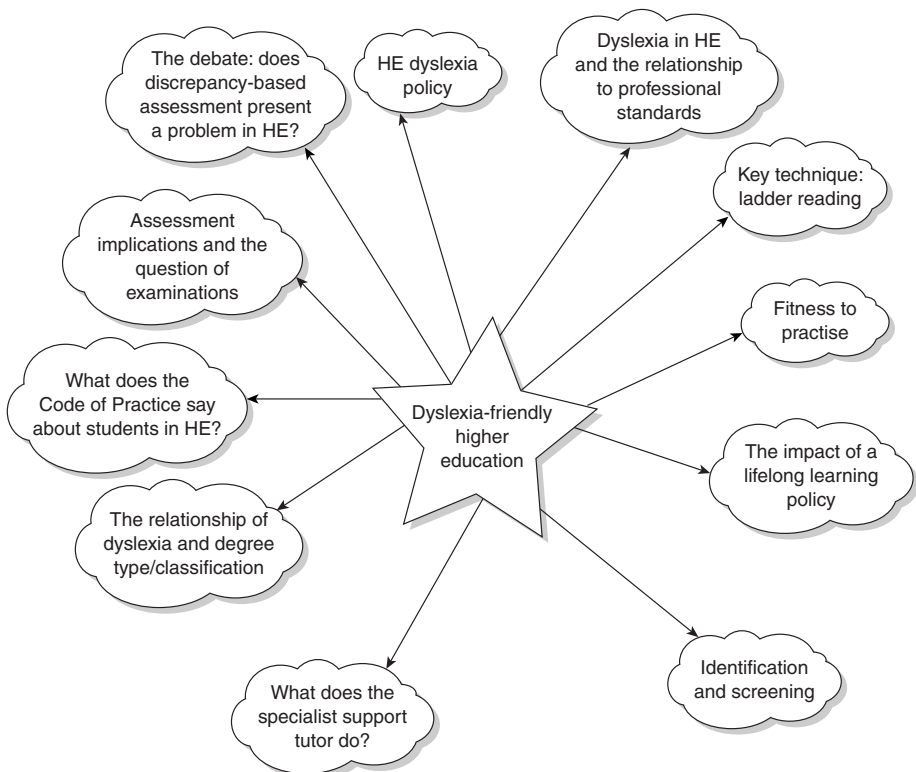 The debate: does
discrepancy-based
assessment present
a problem in HE?
HE dyslexia
policy
Dyslexia in HE
and the relationship
to professional
standards
Key technique:
ladder reading
Assessment
implications and the
question of
examinations
Fitness to
practise
What does the
Code of Practice say
about students in HE?
Dyslexia-friendly
higher
education
The impact of a
lifelong learning
policy
The relationship of
dyslexia and degree
type/classification
Identification
and screening
What does the
specialist support
tutor do?